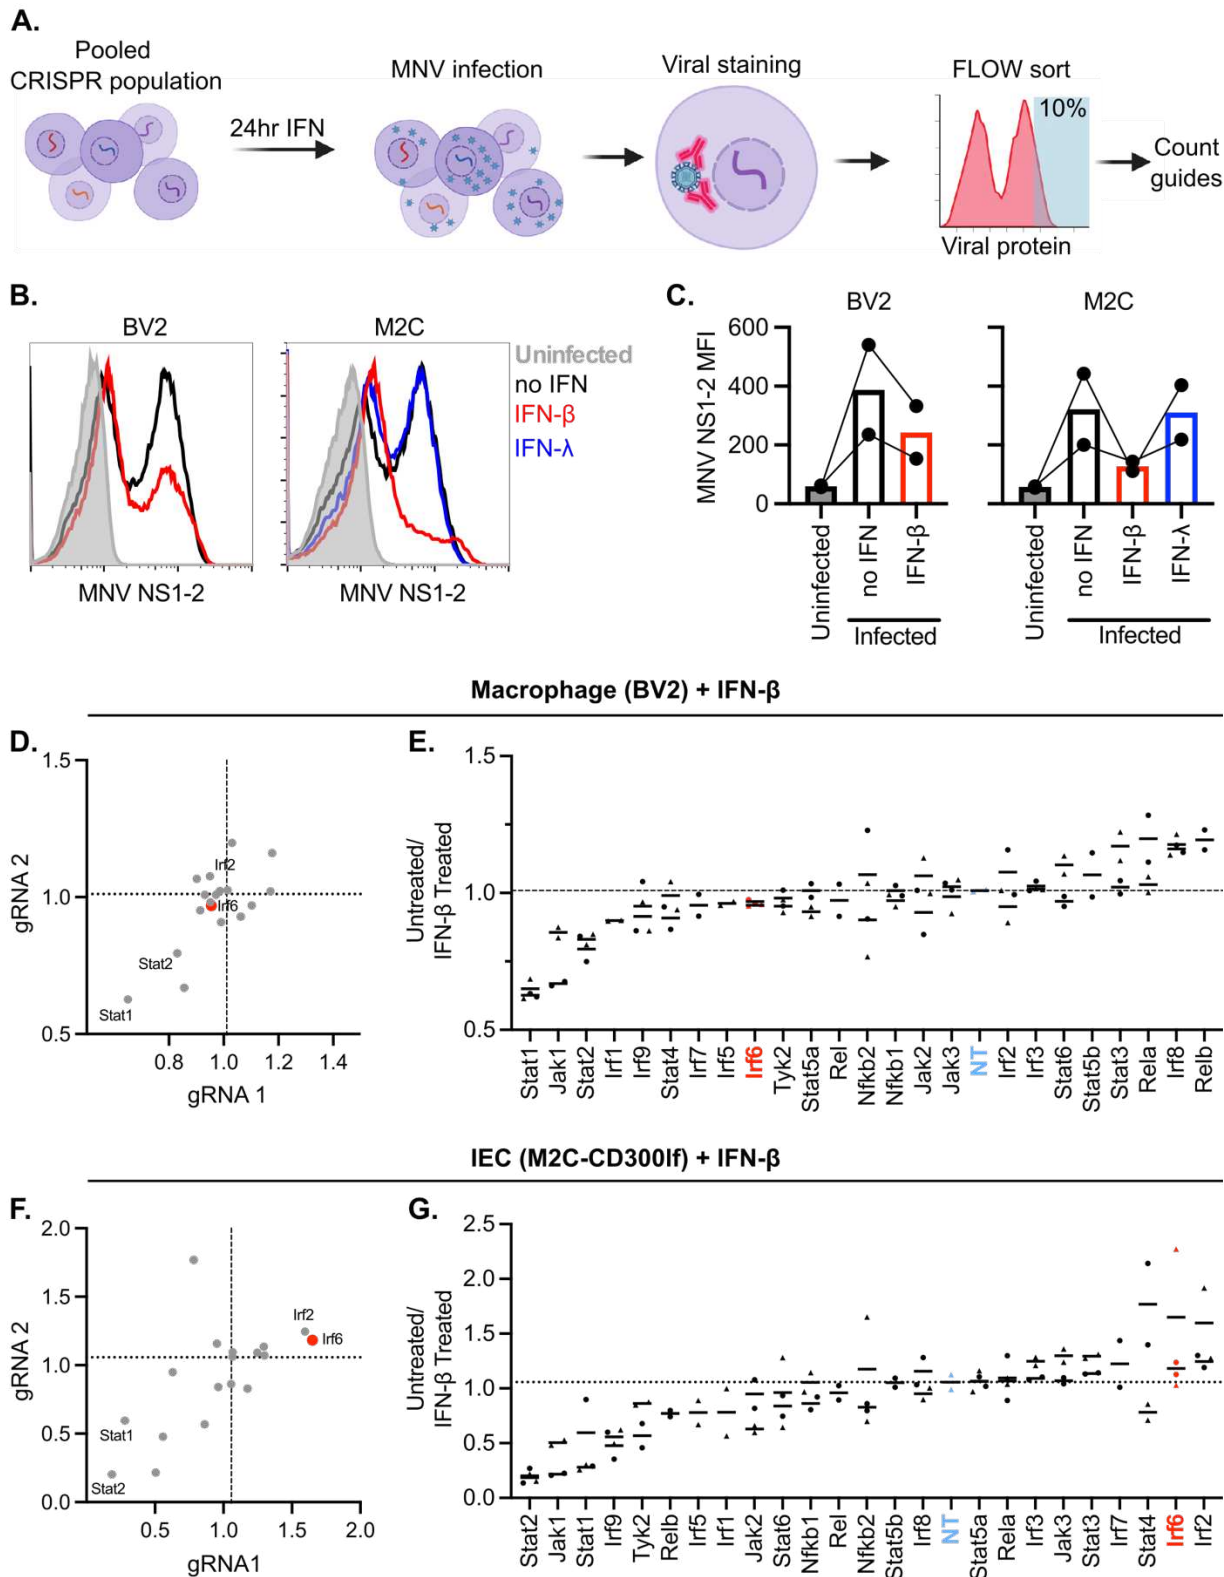 A.
Pooled
CRISPR population
24hr IFN
MNV infection
Viral staining
FLOW sort
10%
Viral protein
Count
guides
B.
BV2
M2C
Uninfected
no IFN
IFN-β
IFN-λ
MNV NS1-2
MNV NS1-2
C.
BV2
M2C
MNV NS1-2 MFI
600
400
200
0
Uninfected
no IFN
IFN-β
Infected
Uninfected
no IFN
IFN-β
IFN-λ
Infected
Macrophage (BV2) + IFN-β
D.
gRNA 2
1.5
1.0
0.5
Irf2
Irf6
Stat2
Stat1
0.8
1.0
1.2
1.4
gRNA 1
E.
Untreated/
IFN-β Treated
1.5
1.0
0.5
Stat1
Jak1
Stat2
Irf1
Irf9
Stat4
Irf7
Irf5
Irf6
Tyk2
Stat5a
Rel
Nfkb2
Nfkb1
Jak2
Jak3
NT
Irf2
Irf3
Stat6
Stat5b
Stat3
Rela
Irf8
Relb
IEC (M2C-CD300lf) + IFN-β
F.
gRNA 2
2.0
1.5
1.0
0.5
0.0
Irf2
Irf6
Stat1
Stat2
0.5
1.0
1.5
2.0
gRNA1
G.
Untreated/
IFN-β Treated
2.5
2.0
1.5
1.0
0.5
0.0
Stat2
Jak1
Stat1
Irf9
Tyk2
Relb
Irf5
Irf1
Jak2
Stat6
Nfkb1
Rel
Nfkb2
Stat5b
Irf8
NT
Stat5a
Rela
Irf3
Jak3
Stat3
Irf7
Stat4
Irf6
Irf2